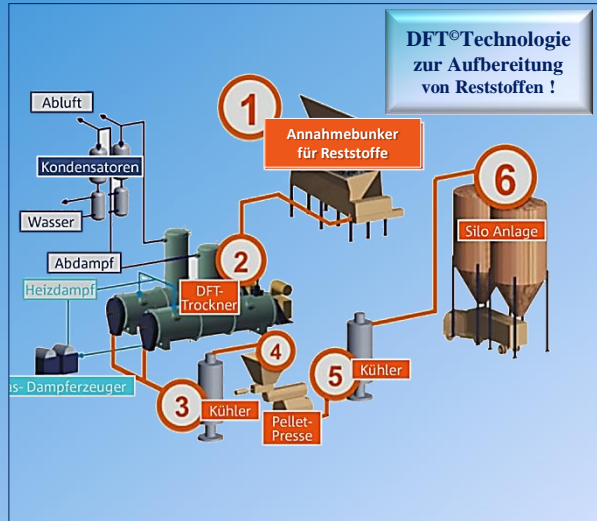 DFT©Technologie
zur Aufbereitung
von Reststoffen !
1
Annahmebunker
für Reststoffe
Abluft
Kondensatoren
Wasser
Abdampf
Heizdampf
2
DFT-
Trockner
6
Silo Anlage
us- Dampferzeuger
3
Kühler
4
Pellet-
Presse
5
Kühler